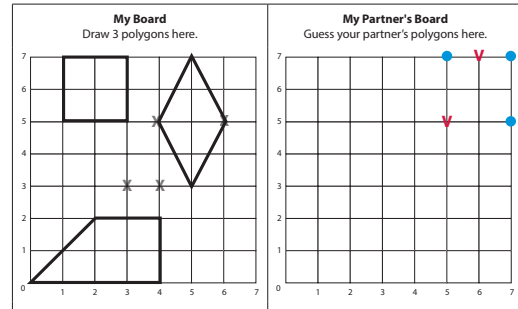 My Board
Draw 3 polygons here.
7
6
5
4
3
2
1
0
1 2 3 4 5 6 7
X X
X X
My Partner's Board
Guess your partner's polygons here.
7
6
5
4
3
2
1
0
1 2 3 4 5 6 7
V
V